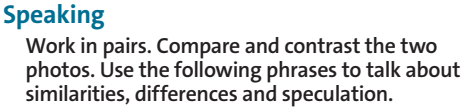 Speaking
Work in pairs. Compare and contrast the two
photos. Use the following phrases to talk about
similarities, differences and speculation.